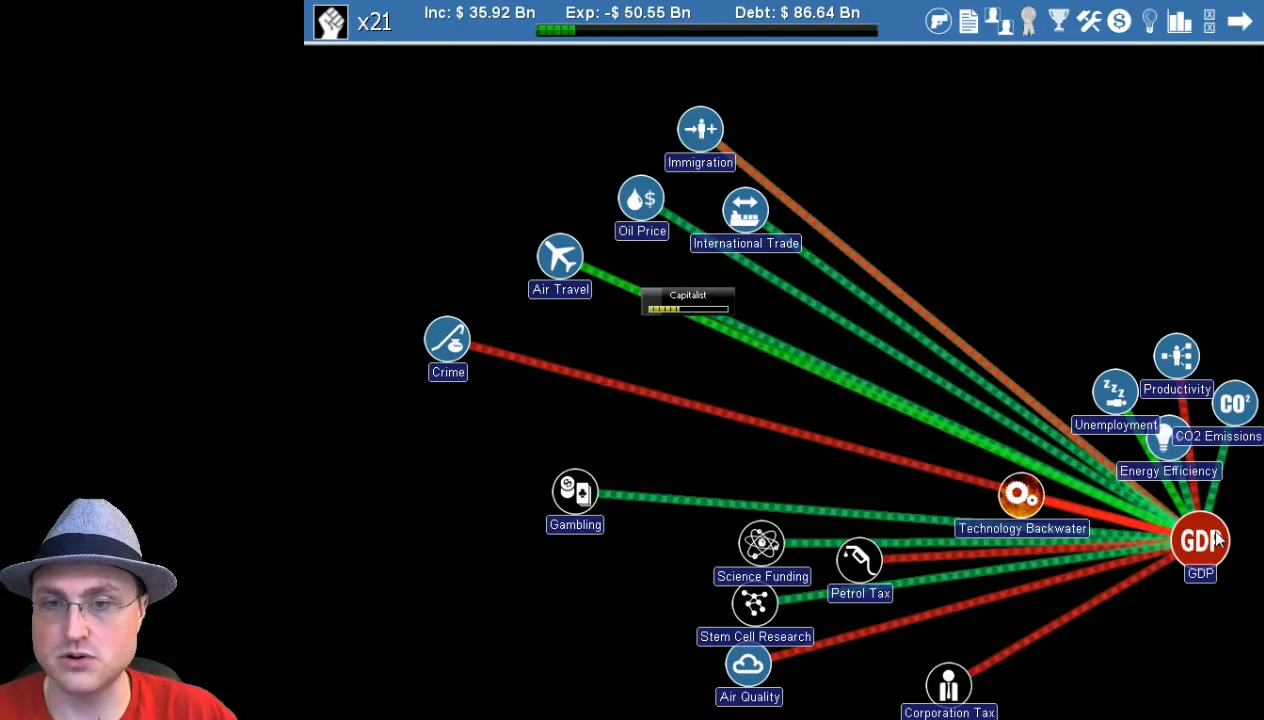 x21
Inc: $ 35.92 Bn
Exp: -$ 50.55 Bn
Debt: $ 86.64 Bn
Immigration
Oil Price
International Trade
Air Travel
Capitalist
Crime
Productivity
Unemployment
CO²
CO2 Emissions
Energy Efficiency
Gambling
Technology Backwater
GDP
GDP
Science Funding
Petrol Tax
Stem Cell Research
Air Quality
Corporation Tax